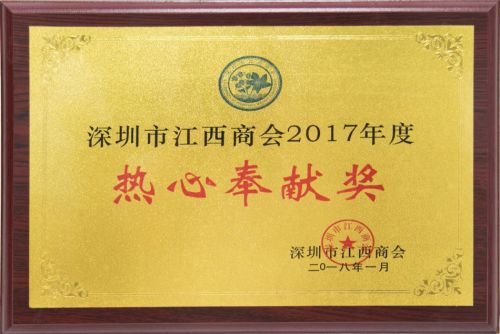 深圳市江西商会2017年度
热心奉献奖
深圳市江西商会
二〇一八年一月